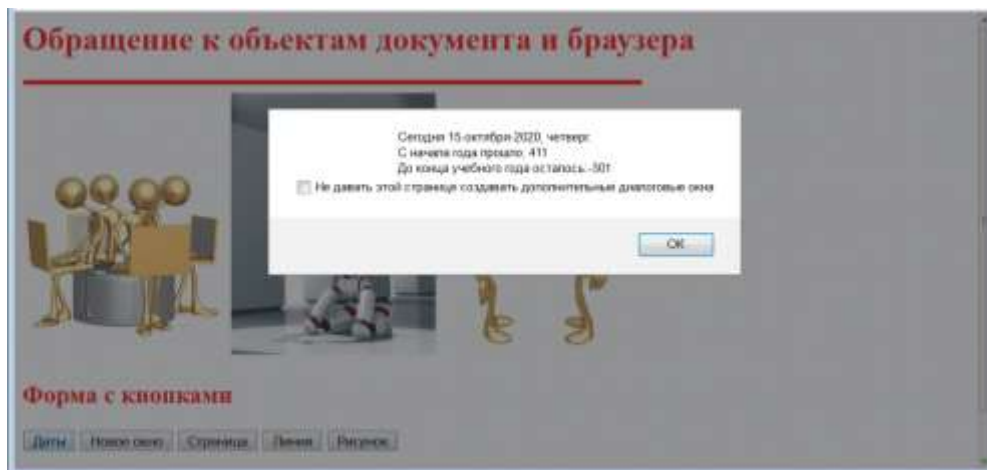 Обращение к объектам документа и браузера
Сегодня 15-октября-2020, четверг.
С начала года прошло: 411
До конца учебного года осталось:-501
Не давать этой странице создавать дополнительные диалоговые окна
OK
Форма с кнопками
Даты Новое окно Страница Линия Рисунок